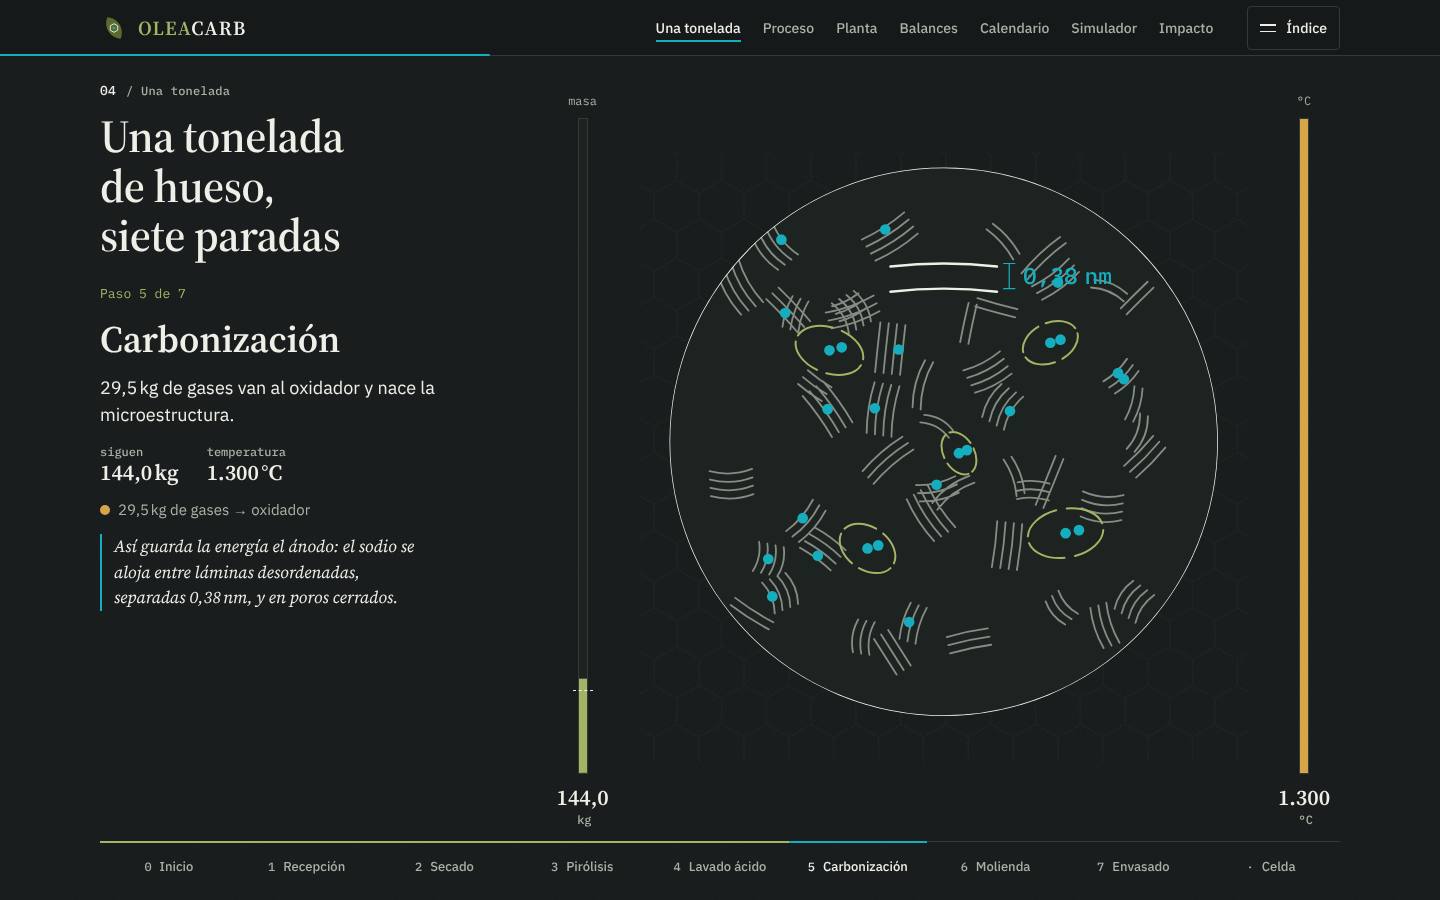 OLEACARB
Una tonelada
Proceso
Planta
Balances
Calendario
Simulador
Impacto
Índice
04 / Una tonelada
Una tonelada
de hueso,
siete paradas
Paso 5 de 7
Carbonización
29,5 kg de gases van al oxidador y nace la
microestructura.
siguen
144,0 kg
temperatura
1.300 °C
29,5 kg de gases → oxidador
Así guarda la energía el ánodo: el sodio se
aloja entre láminas desordenadas,
separadas 0,38 nm, y en poros cerrados.
masa
144,0
kg
0,38 nm
°C
1.300
°C
0 Inicio
1 Recepción
2 Secado
3 Pirólisis
4 Lavado ácido
5 Carbonización
6 Molienda
7 Envasado
· Celda